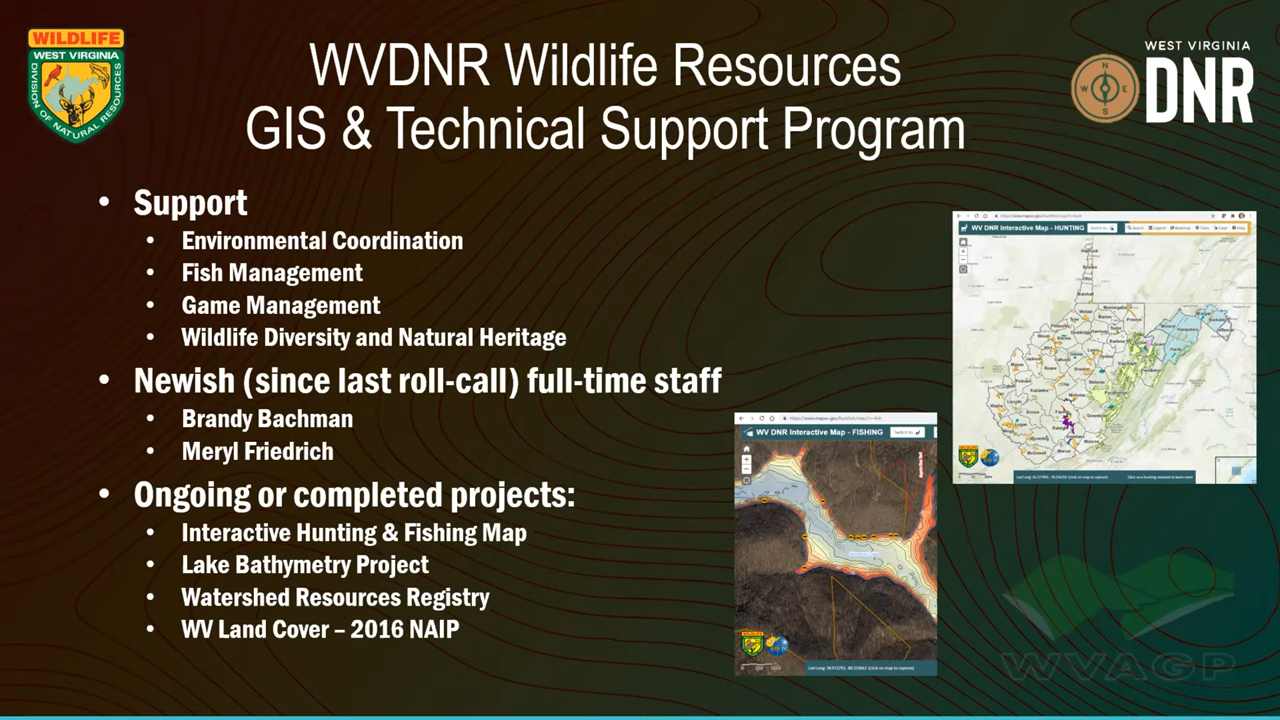 WILDLIFE
WEST VIRGINIA
DIVISION OF NATURAL RESOURCES
WVDNR Wildlife Resources
GIS & Technical Support Program
WEST VIRGINIA
DNR
N
W E
S
• Support
• Environmental Coordination
• Fish Management
• Game Management
• Wildlife Diversity and Natural Heritage
• Newish (since last roll-call) full-time staff
• Brandy Bachman
• Meryl Friedrich
• Ongoing or completed projects:
• Interactive Hunting & Fishing Map
• Lake Bathymetry Project
• Watershed Resources Registry
• WV Land Cover – 2016 NAIP
WV DNR Interactive Map - HUNTING
WV DNR Interactive Map - FISHING
WVAGP